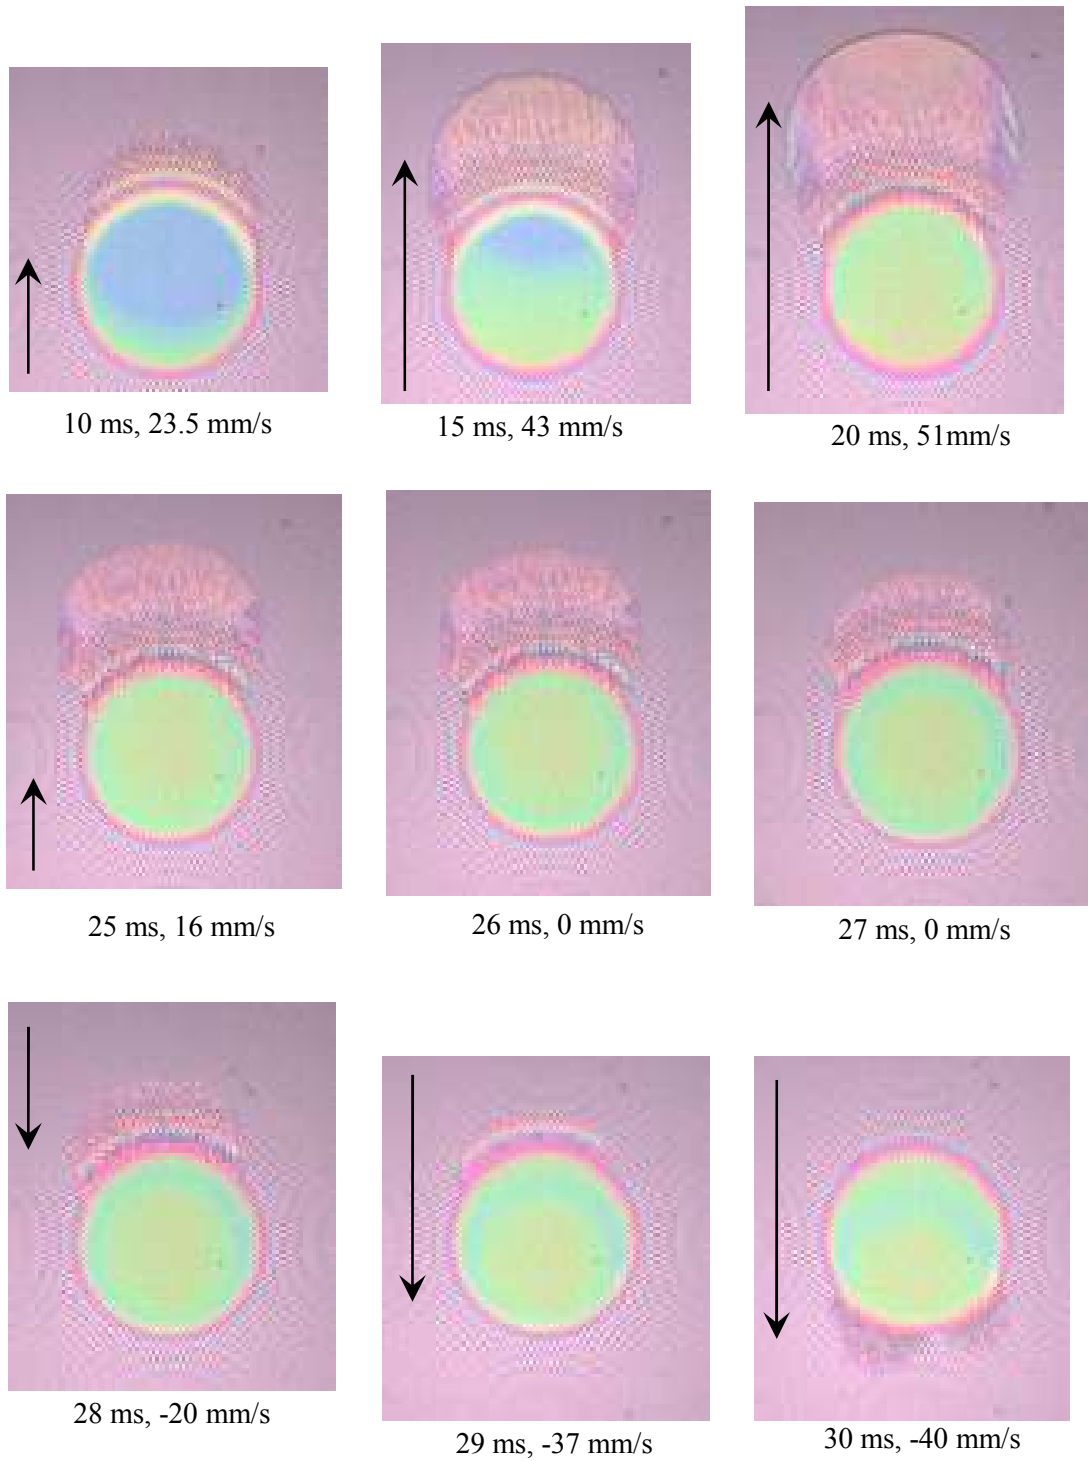 10 ms, 23.5 mm/s
15 ms, 43 mm/s
20 ms, 51mm/s
25 ms, 16 mm/s
26 ms, 0 mm/s
27 ms, 0 mm/s
28 ms, -20 mm/s
29 ms, -37 mm/s
30 ms, -40 mm/s